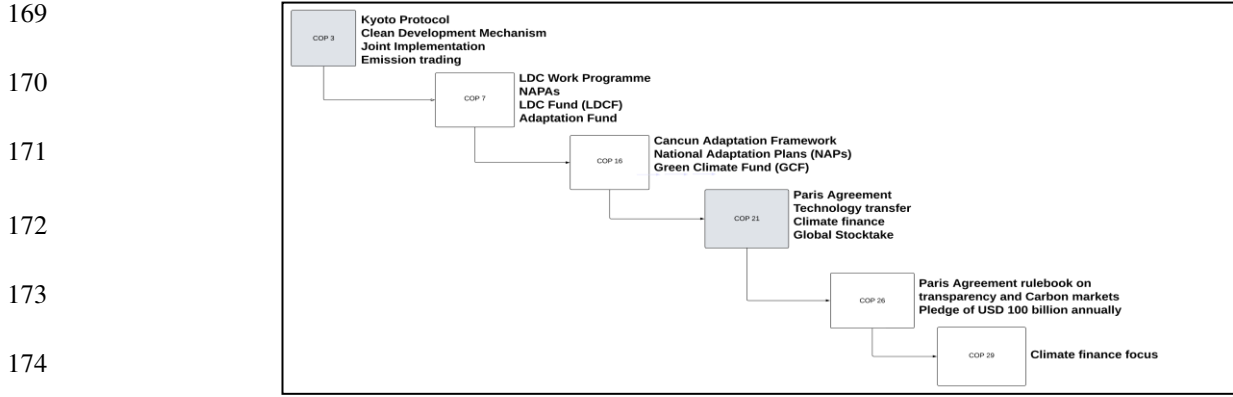 169
COP 3
Kyoto Protocol
Clean Development Mechanism
Joint Implementation
Emission trading
170
COP 7
LDC Work Programme
NAPAs
LDC Fund (LDCF)
Adaptation Fund
171
COP 16
Cancun Adaptation Framework
National Adaptation Plans (NAPs)
Green Climate Fund (GCF)
172
COP 21
Paris Agreement
Technology transfer
Climate finance
Global Stocktake
173
COP 26
Paris Agreement rulebook on
transparency and Carbon markets
Pledge of USD 100 billion annually
174
COP 29
Climate finance focus